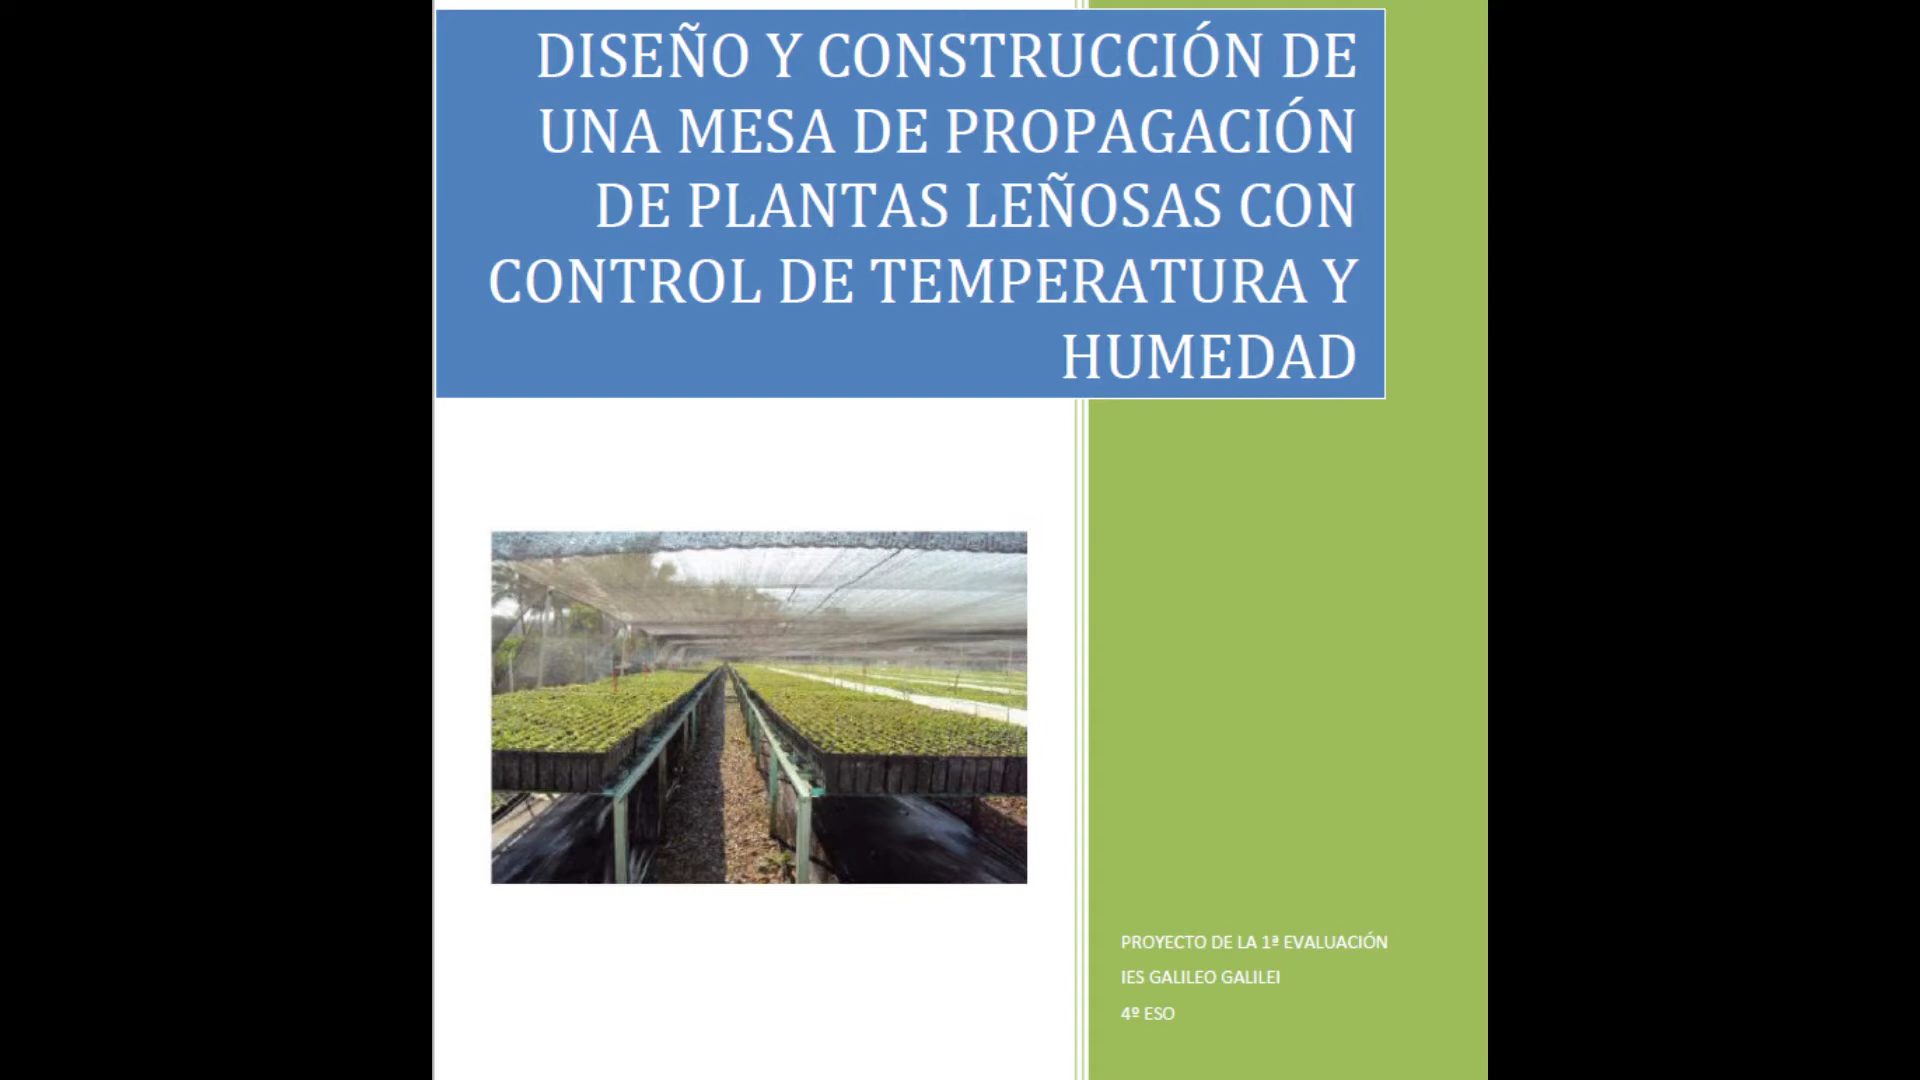 DISEÑO Y CONSTRUCCIÓN DE
UNA MESA DE PROPAGACIÓN
DE PLANTAS LEÑOSAS CON
CONTROL DE TEMPERATURA Y
HUMEDAD
PROYECTO DE LA 1ª EVALUACIÓN
IES GALILEO GALILEI
4º ESO